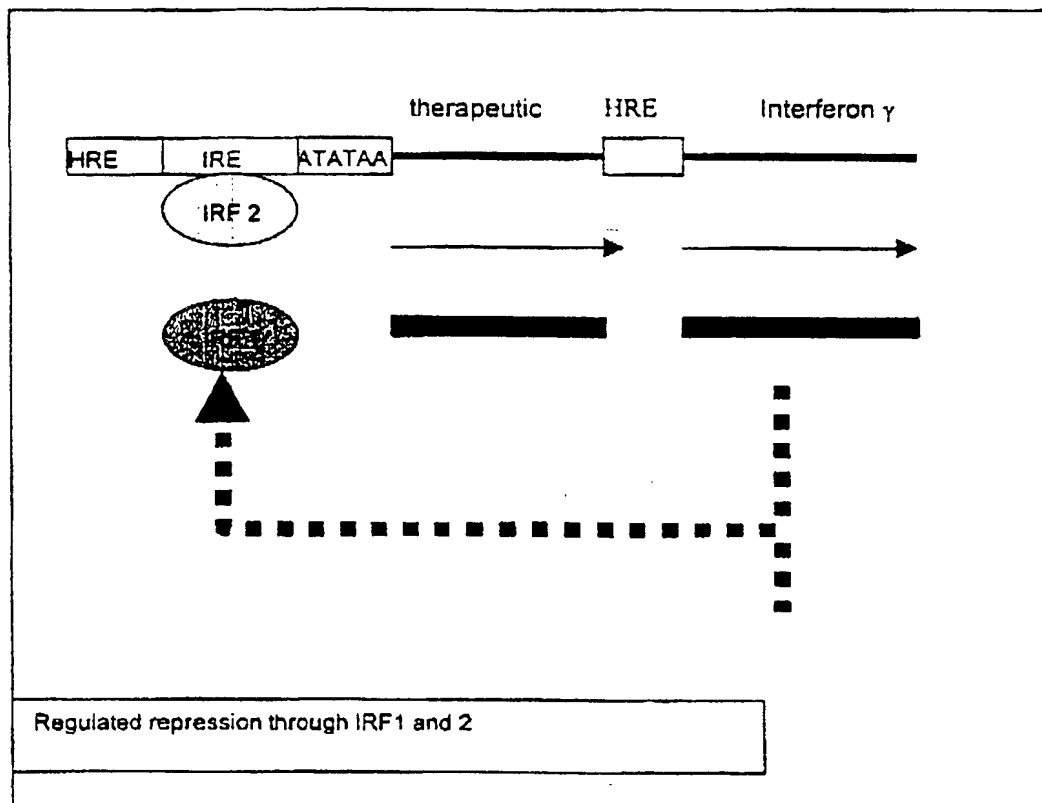 therapeutic HRE Interferon γ
HRE IRE ATATAA
IRF 2
Regulated repression through IRF1 and 2